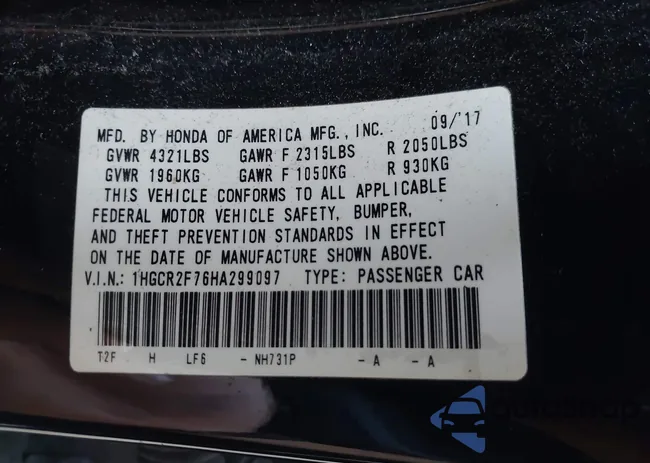 MFD. BY HONDA OF AMERICA MFG., INC. 09/'17
GVWR 4321LBS GAWR F 2315LBS R 2050LBS
GVWR 1960KG GAWR F 1050KG R 930KG
THIS VEHICLE CONFORMS TO ALL APPLICABLE
FEDERAL MOTOR VEHICLE SAFETY, BUMPER,
AND THEFT PREVENTION STANDARDS IN EFFECT
ON THE DATE OF MANUFACTURE SHOWN ABOVE.
V.I.N.: 1HGCR2F76HA299097 TYPE: PASSENGER CAR
T2F H LF6 - NH731P - A - A